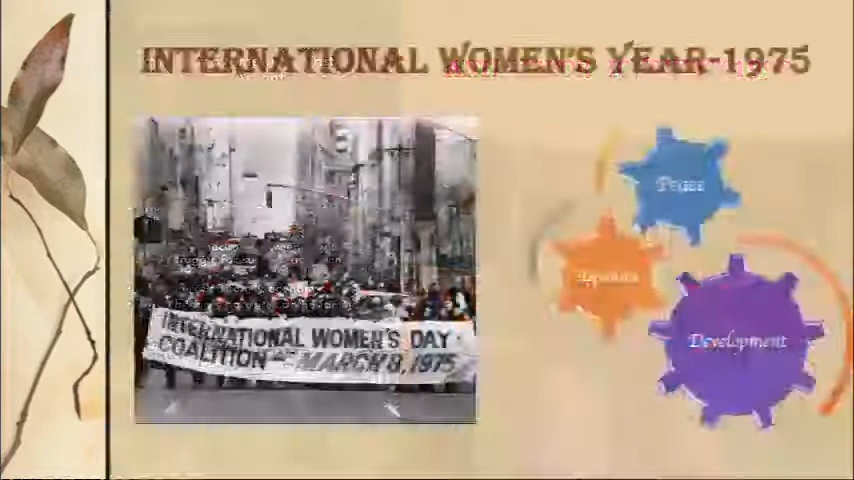 INTERNATIONAL WOMEN'S YEAR-1975
INTERNATIONAL WOMEN'S DAY
COALITION MARCH 8, 1975
Peace
Development